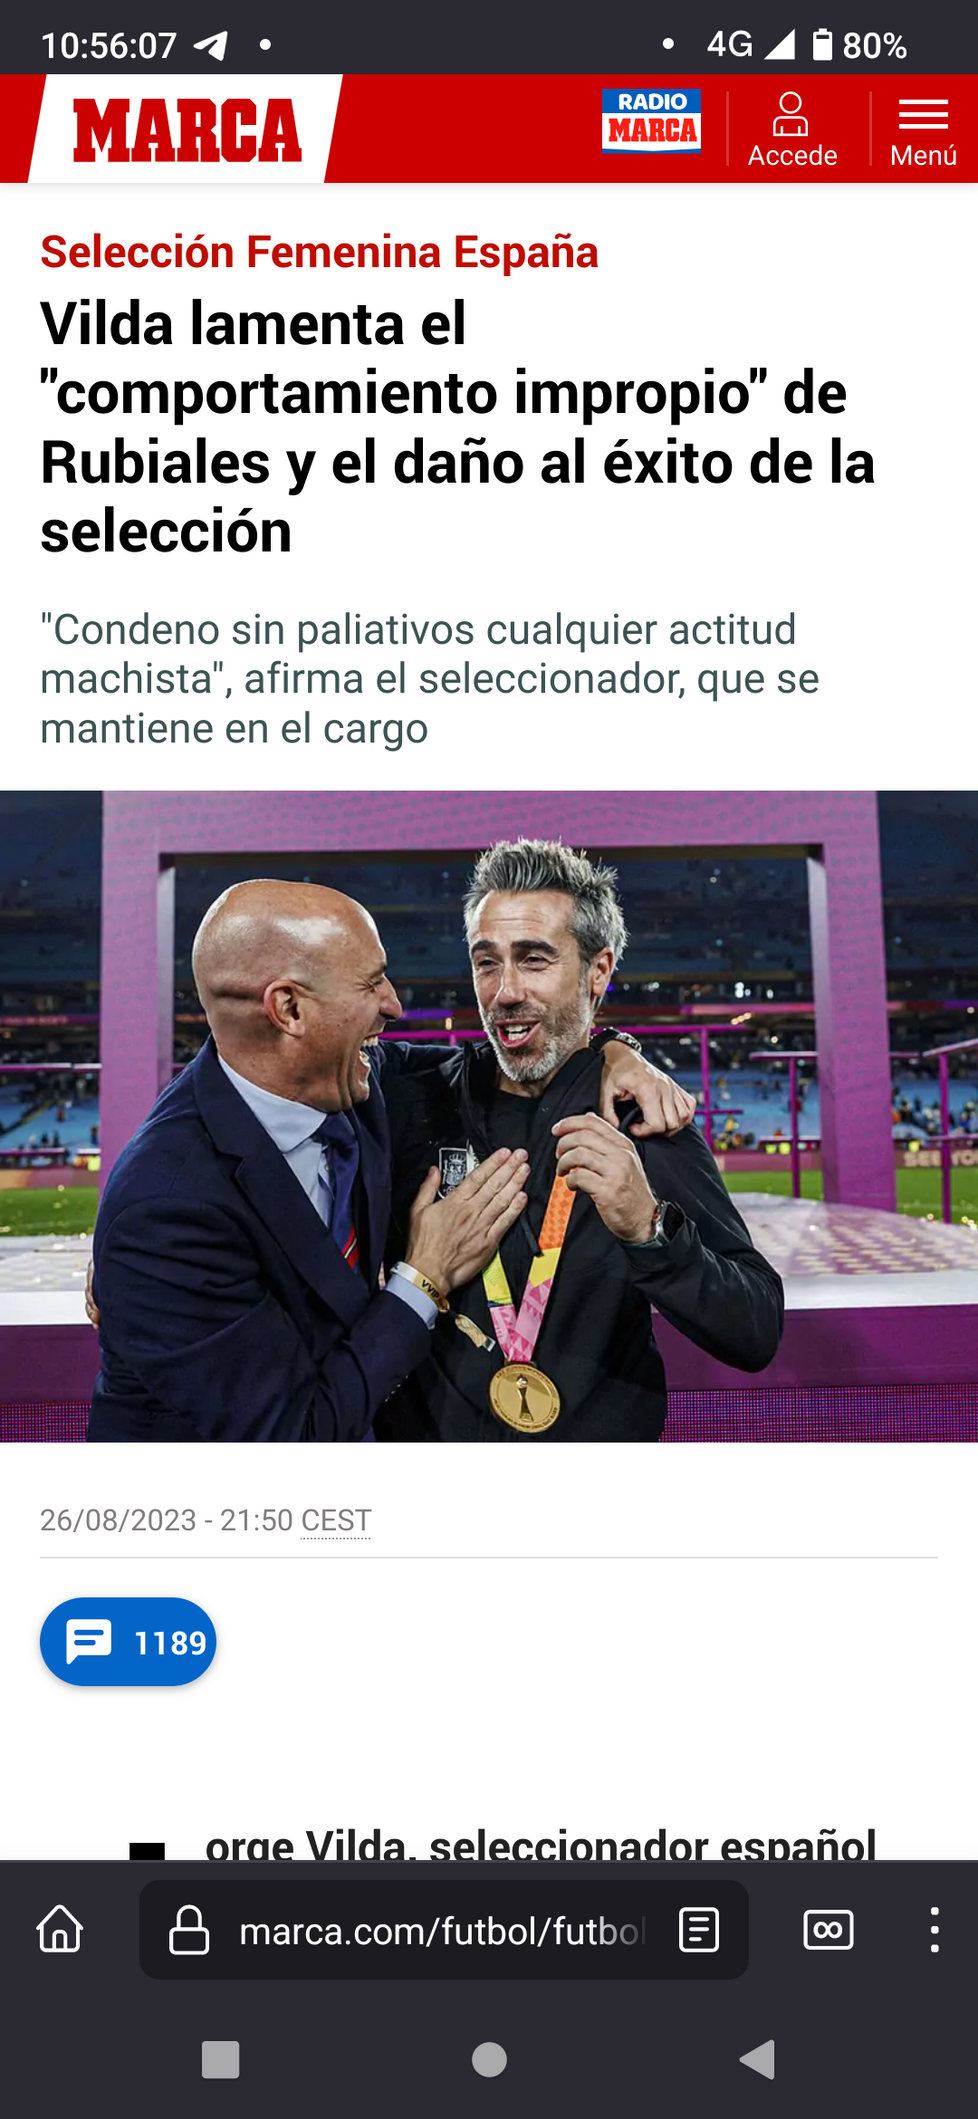 10:56:07
4G 80%
MARCA
RADIO
MARCA
Accede
Menú
Selección Femenina España
Vilda lamenta el
"comportamiento impropio" de
Rubiales y el daño al éxito de la
selección
"Condeno sin paliativos cualquier actitud
machista", afirma el seleccionador, que se
mantiene en el cargo
VVIP
26/08/2023 - 21:50 CEST
1189
orge Vilda, seleccionador español
marca.com/futbol/futbol